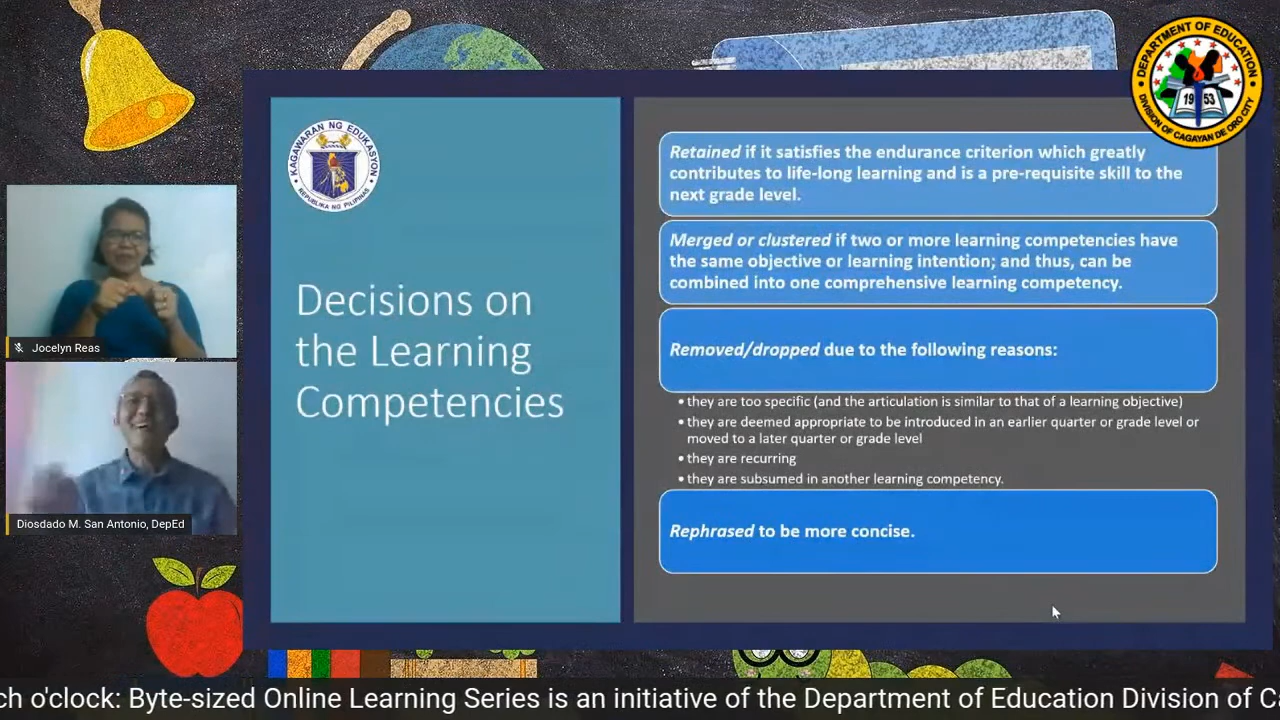 DEPARTMENT OF EDUCATION
1953
DIVISION OF CAGAYAN DE ORO CITY
KAGAWARAN NG EDUKASYON
REPUBLIKA NG PILIPINAS
Decisions on
the Learning
Competencies
Retained if it satisfies the endurance criterion which greatly
contributes to life-long learning and is a pre-requisite skill to the
next grade level.
Merged or clustered if two or more learning competencies have
the same objective or learning intention; and thus, can be
combined into one comprehensive learning competency.
Removed/dropped due to the following reasons:
• they are too specific (and the articulation is similar to that of a learning objective)
• they are deemed appropriate to be introduced in an earlier quarter or grade level or
moved to a later quarter or grade level
• they are recurring
• they are subsumed in another learning competency.
Rephrased to be more concise.
Jocelyn Reas
Diosdado M. San Antonio, DepEd
ch o'clock: Byte-sized Online Learning Series is an initiative of the Department of Education Division of C